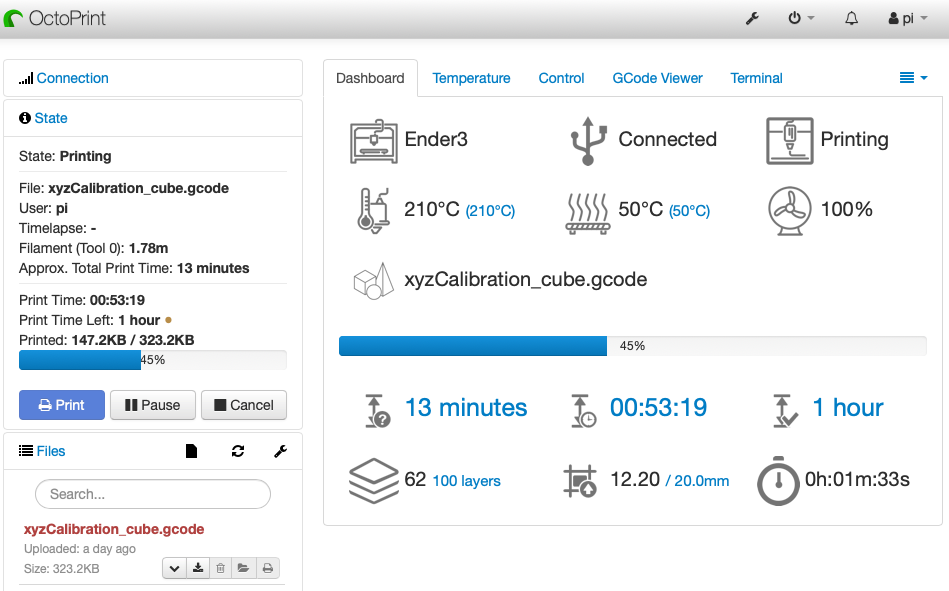 OctoPrint
pi
Connection
State
State: Printing
File: xyzCalibration_cube.gcode
User: pi
Timelapse: -
Filament (Tool 0): 1.78m
Approx. Total Print Time: 13 minutes
Print Time: 00:53:19
Print Time Left: 1 hour
Printed: 147.2KB / 323.2KB
45%
Print Pause Cancel
Files
Search...
xyzCalibration_cube.gcode
Uploaded: a day ago
Size: 323.2KB
Dashboard Temperature Control GCode Viewer Terminal
Ender3 Connected Printing
210°C (210°C) 50°C (50°C) 100%
xyzCalibration_cube.gcode
45%
13 minutes 00:53:19 1 hour
62 100 layers 12.20 / 20.0mm 0h:01m:33s